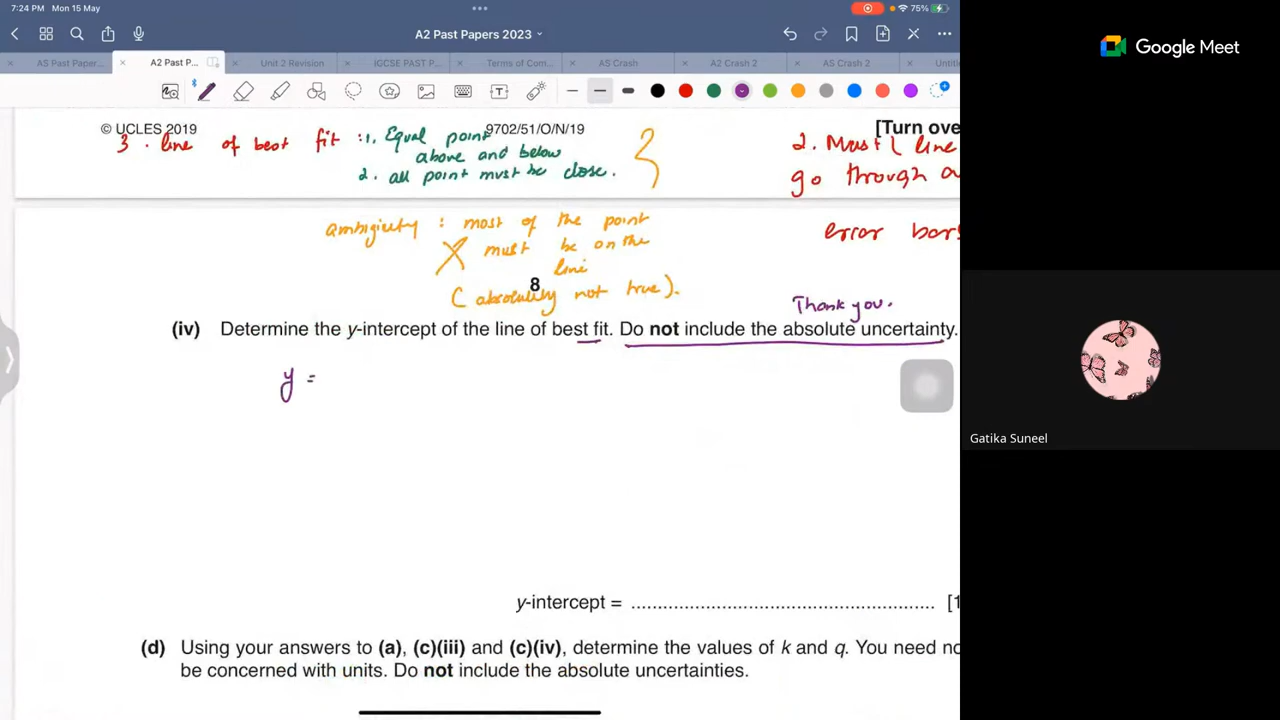 7:24 PM Mon 15 May
75%
A2 Past Papers 2023
AS Past Paper...
A2 Past P...
Unit 2 Revision
IGCSE PAST P...
Terms of Com...
AS Crash
A2 Crash 2
AS Crash 2
Untitl
Google Meet
© UCLES 2019
9702/51/O/N/19
[Turn ove
3. line of best fit : 1. Equal point
above and below
2. all point must be close.
2. Must ( line
go through a
error bars
ambiguity : most of the point
X must be on the
line
(absolutely not true).
8
Thank you.
(iv) Determine the y-intercept of the line of best fit. Do not include the absolute uncertainty.
y =
Gatika Suneel
y-intercept = ........................................................ [1
(d) Using your answers to (a), (c)(iii) and (c)(iv), determine the values of k and q. You need no
be concerned with units. Do not include the absolute uncertainties.